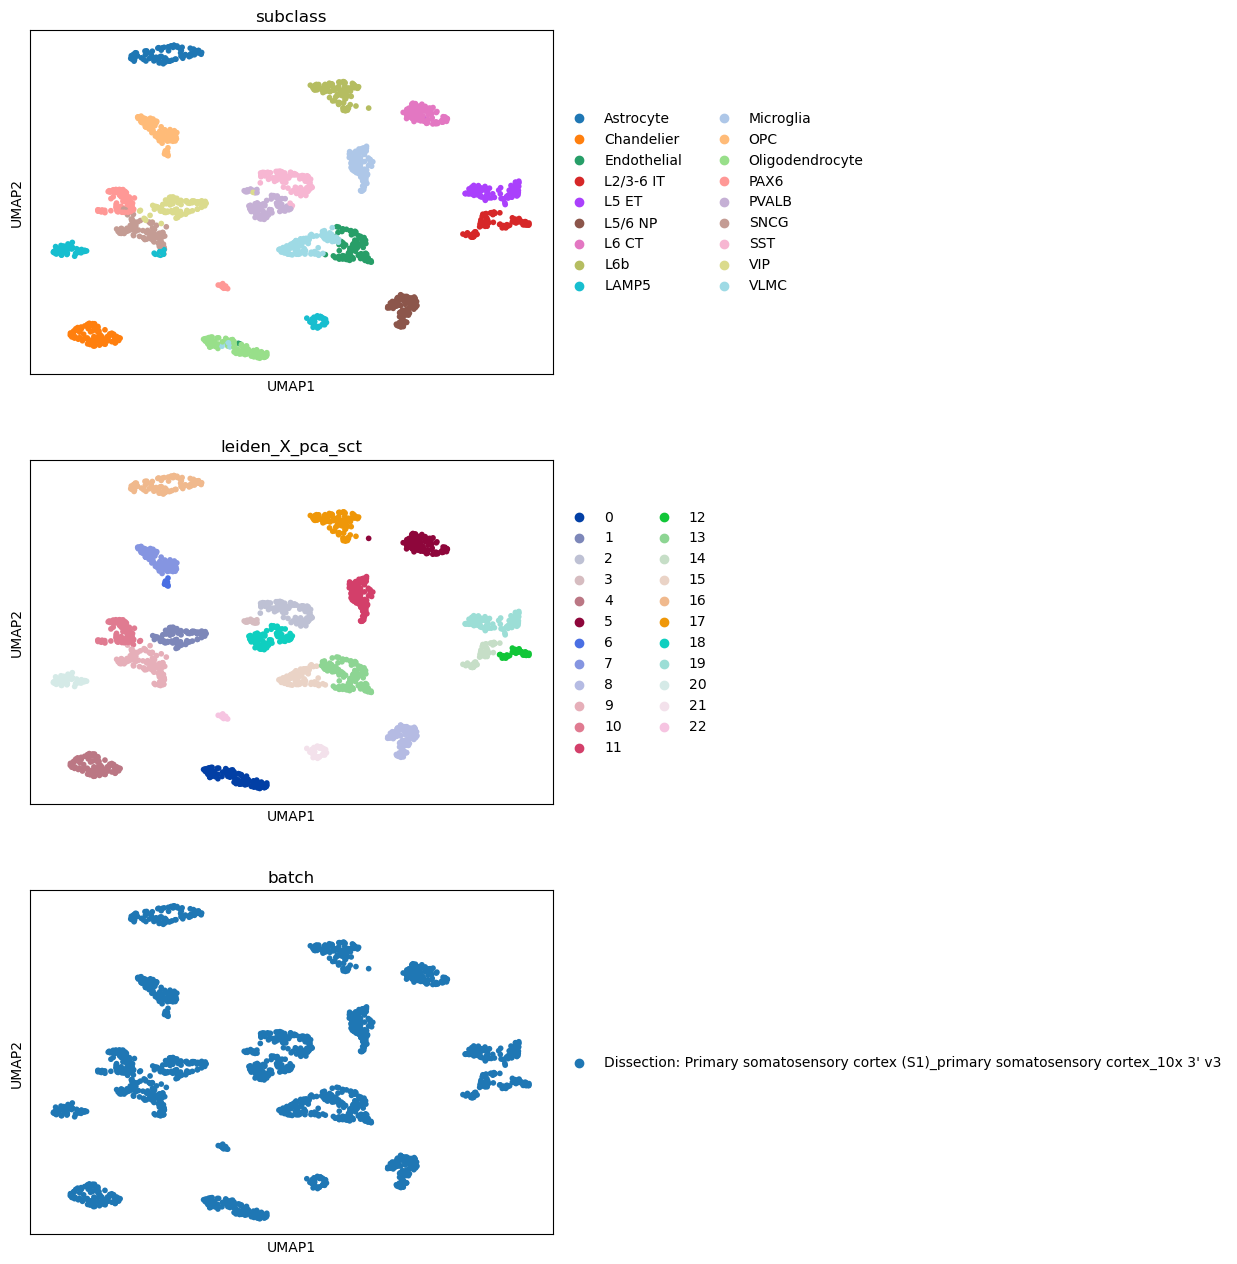 subclass
UMAP2
UMAP1
Astrocyte
Chandelier
Endothelial
L2/3-6 IT
L5 ET
L5/6 NP
L6 CT
L6b
LAMP5
Microglia
OPC
Oligodendrocyte
PAX6
PVALB
SNCG
SST
VIP
VLMC
leiden_X_pca_sct
UMAP2
UMAP1
0
1
2
3
4
5
6
7
8
9
10
11
12
13
14
15
16
17
18
19
20
21
22
batch
UMAP2
UMAP1
Dissection: Primary somatosensory cortex (S1)_primary somatosensory cortex_10x 3' v3